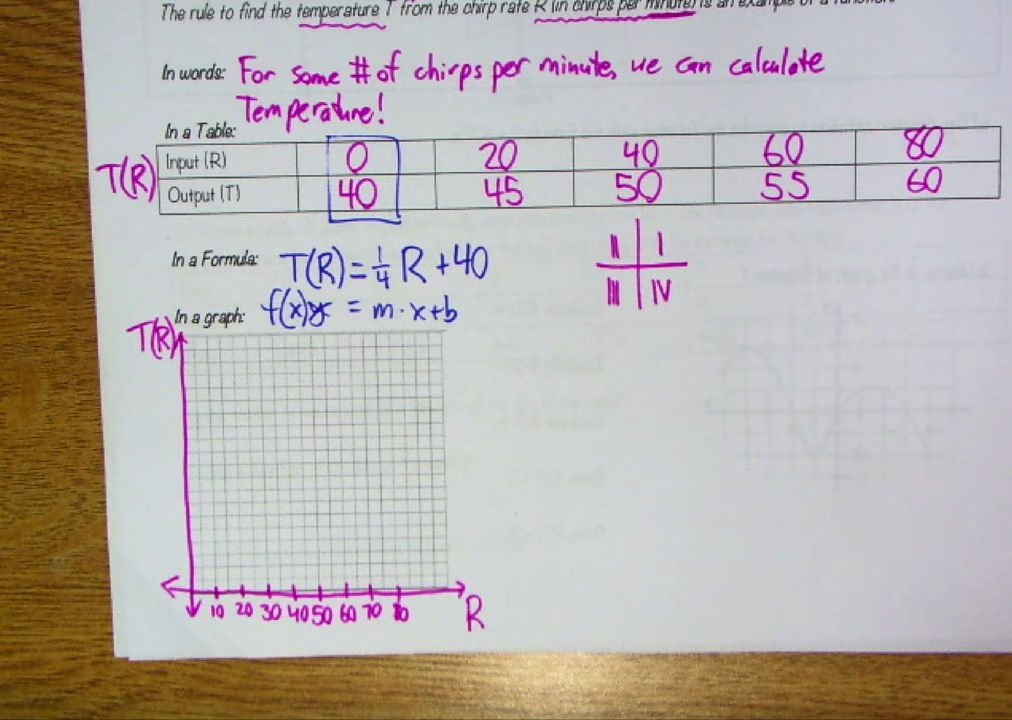 The rule to find the temperature T from the chirp rate R (in chirps per minute) is an example of a function.
In words: For some # of chirps per minute, we can calculate
Temperature!
In a Table:
T(R)
Input (R) 0 20 40 60 80
Output (T) 40 45 50 55 60
In a Formula: T(R) = 1/4 R + 40
II I
III IV
In a graph: f(x) = m · x + b
T(R)
10 20 30 40 50 60 70 80
R